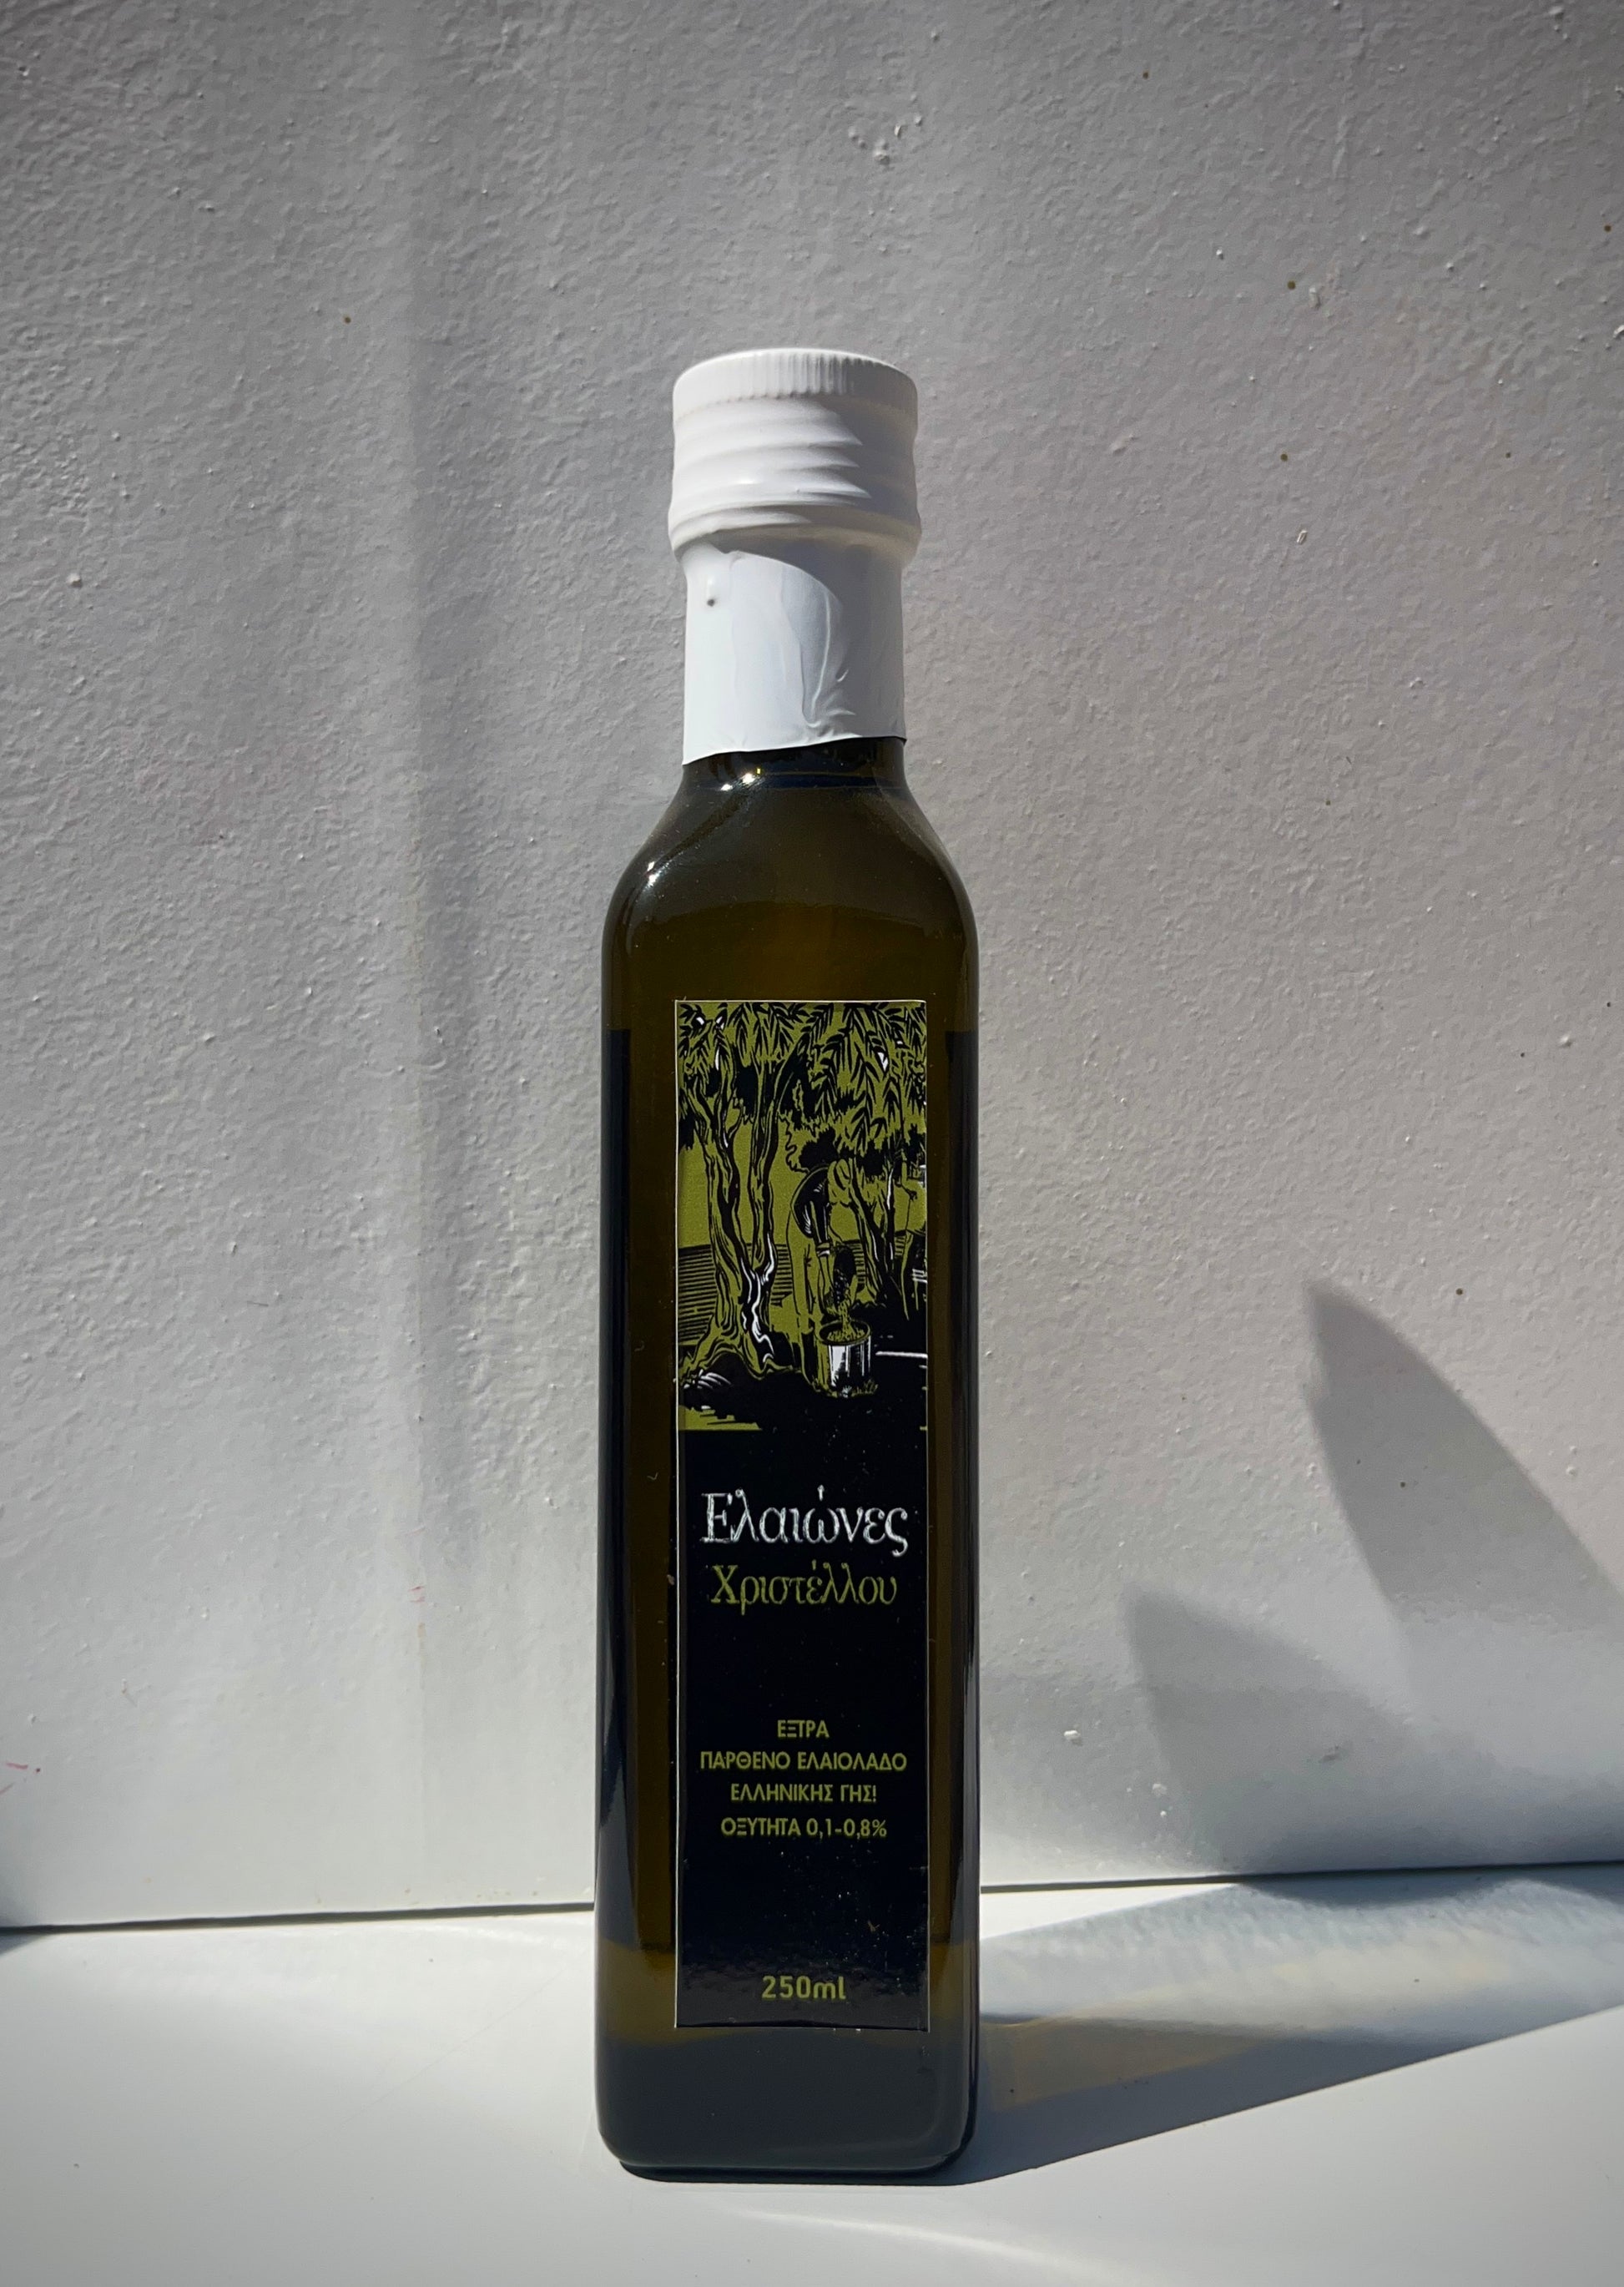 Ελαιώνες
Χριστέλλου
ΕΞΤΡΑ
ΠΑΡΘΕΝΟ ΕΛΑΙΟΛΑΔΟ
ΕΛΛΗΝΙΚΗΣ ΓΗΣ!
ΟΞΥΤΗΤΑ 0,1-0,8%
250ml